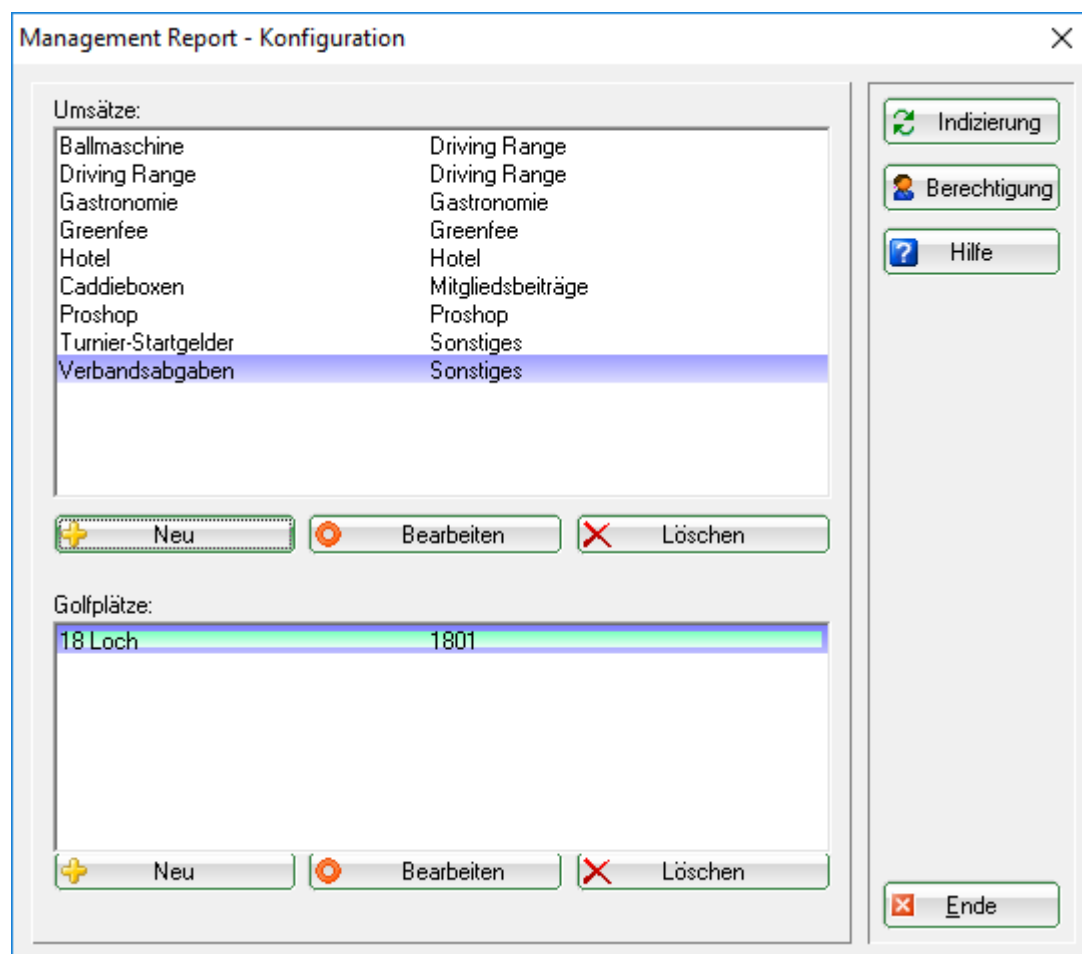 Management Report - Konfiguration
Umsätze:
Ballmaschine Driving Range
Driving Range Driving Range
Gastronomie Gastronomie
Greenfee Greenfee
Hotel Hotel
Caddieboxen Mitgliedsbeiträge
Proshop Proshop
Turnier-Startgelder Sonstiges
Verbandsabgaben Sonstiges
Neu Bearbeiten Löschen
Golfplätze:
18 Loch 1801
Neu Bearbeiten Löschen
Indizierung
Berechtigung
? Hilfe
Ende